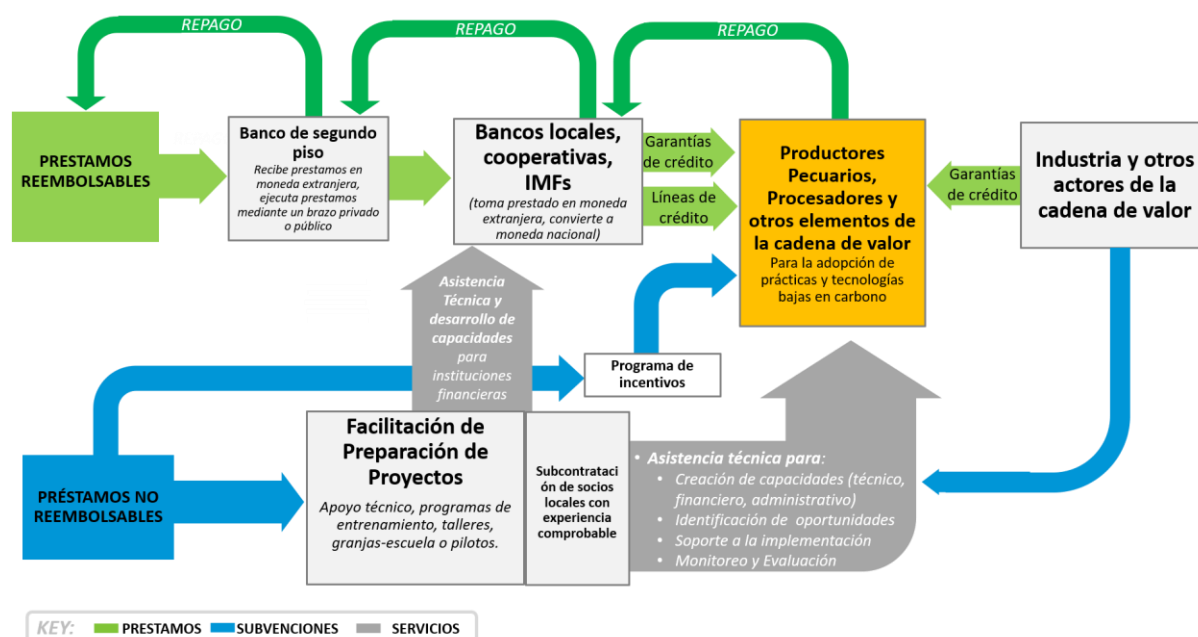 REPAGO
REPAGO
REPAGO
PRESTAMOS
REEMBOLSABLES
Banco de segundo
piso
Recibe prestamos en
moneda extranjera,
ejecuta prestamos
mediante un brazo privado
o público
Bancos locales,
cooperativas,
IMFs
(toma prestado en moneda
extranjera, convierte a
moneda nacional)
Garantías
de crédito
Líneas de
crédito
Productores
Pecuarios,
Procesadores y
otros elementos de
la cadena de valor
Para la adopción de
prácticas y tecnologías
bajas en carbono
Garantías
de crédito
Industria y otros
actores de la
cadena de valor
Asistencia
Técnica y
desarrollo de
capacidades
para
instituciones
financieras
Programa de
incentivos
PRÉSTAMOS NO
REEMBOLSABLES
Facilitación de
Preparación de
Proyectos
Apoyo técnico, programas de
entrenamiento, talleres,
granjas-escuela o pilotos.
Subcontrataci
ón de socios
locales con
experiencia
comprobable
• Asistencia técnica para:
• Creación de capacidades (técnico,
financiero, administrativo)
• Identificación de oportunidades
• Soporte a la implementación
• Monitoreo y Evaluación
KEY: PRESTAMOS SUBVENCIONES SERVICIOS